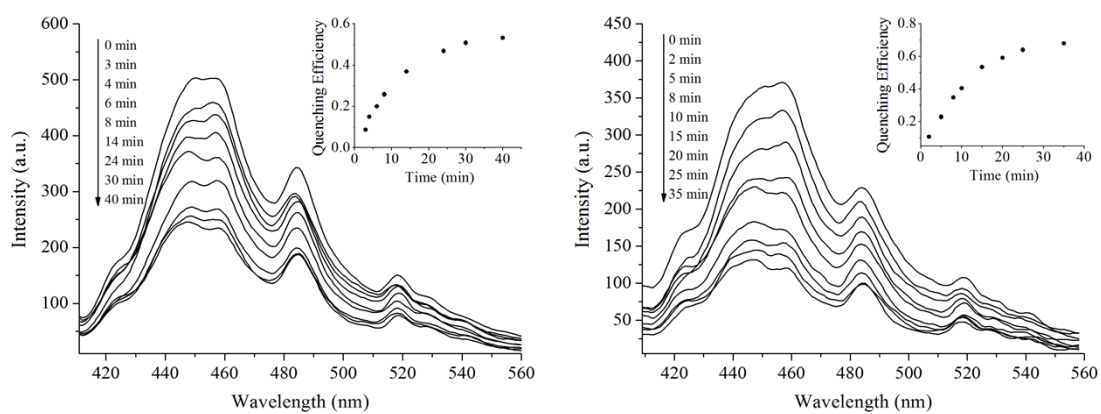 600
500
400
300
200
100
Intensity (a.u.)
0 min
3 min
4 min
6 min
8 min
14 min
24 min
30 min
40 min
0.6
0.4
0.2
0.0
Quenching Efficiency
0 10 20 30 40
Time (min)
420 440 460 480 500 520 540 560
Wavelength (nm)
450
400
350
300
250
200
150
100
50
Intensity (a.u.)
0 min
2 min
5 min
8 min
10 min
15 min
20 min
25 min
35 min
0.8
0.6
0.4
0.2
Quenching Efficiency
0 10 20 30 40
Time (min)
420 440 460 480 500 520 540 560
Wavelength (nm)